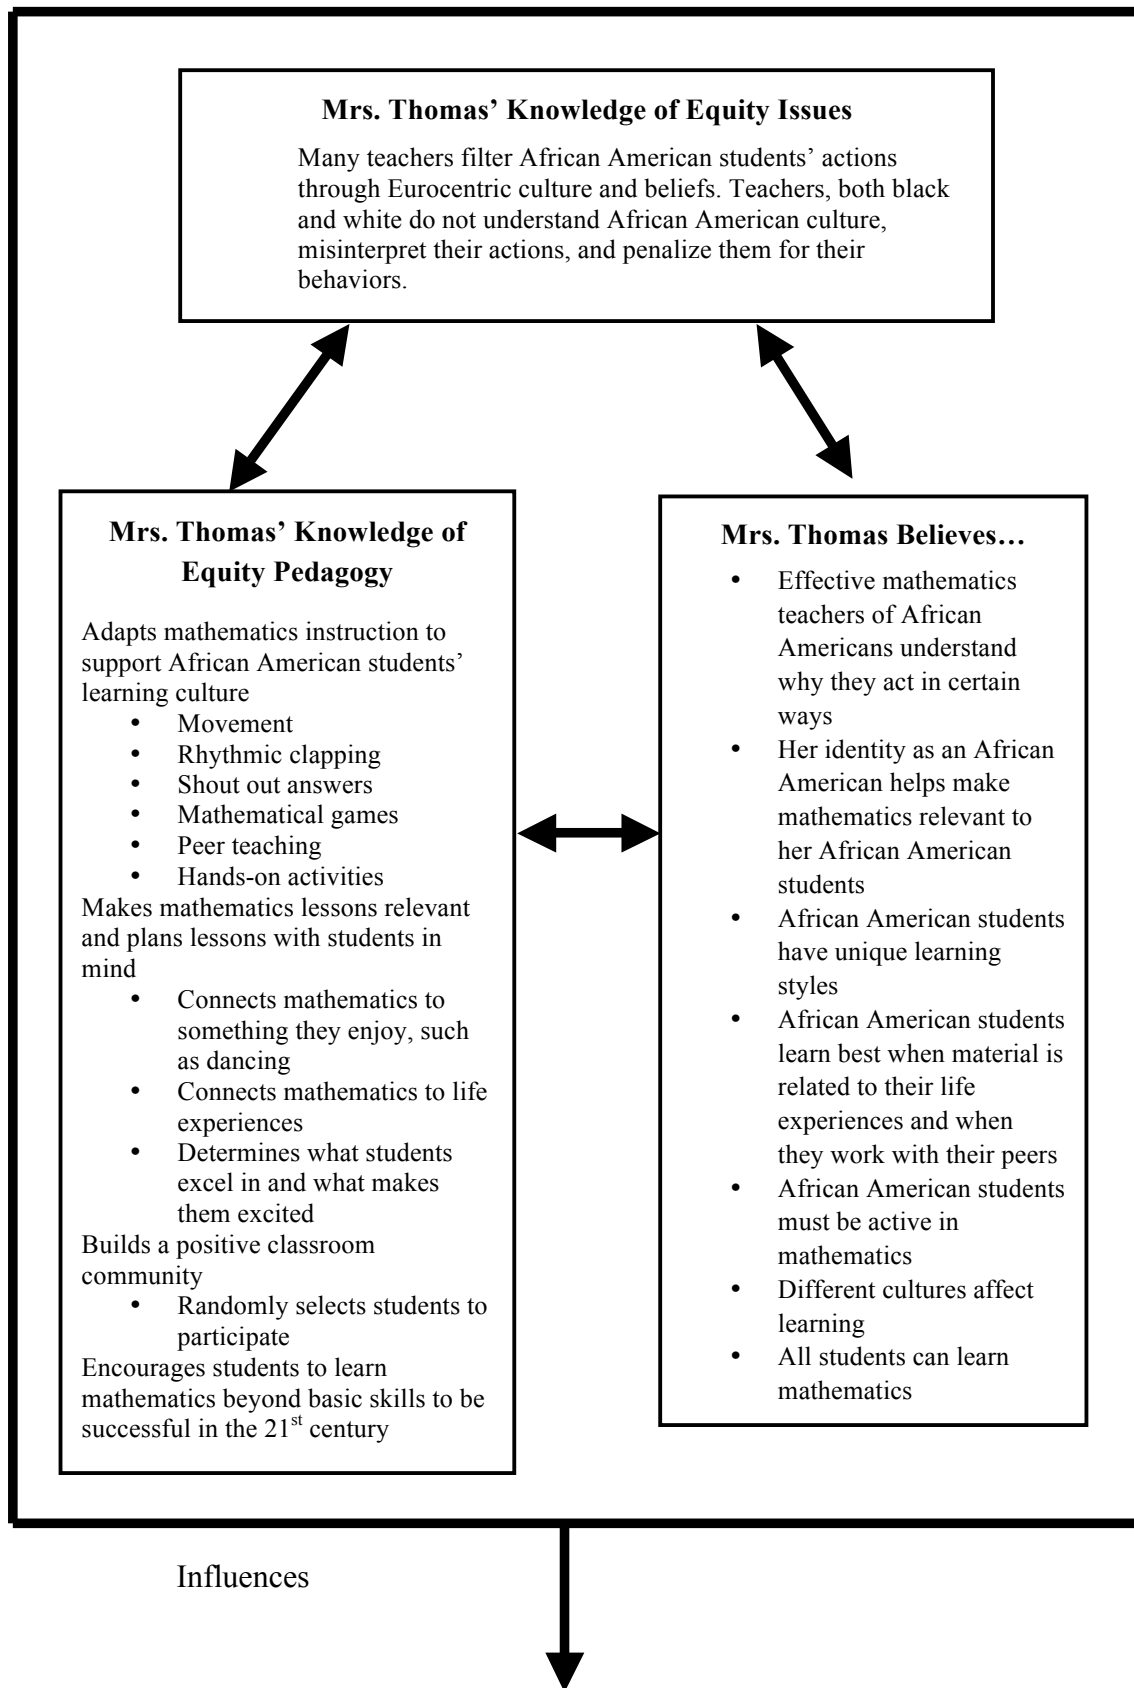 Mrs. Thomas’ Knowledge of Equity Issues
Many teachers filter African American students’ actions
through Eurocentric culture and beliefs. Teachers, both black
and white do not understand African American culture,
misinterpret their actions, and penalize them for their
behaviors.
Mrs. Thomas’ Knowledge of
Equity Pedagogy
Adapts mathematics instruction to
support African American students’
learning culture
• Movement
• Rhythmic clapping
• Shout out answers
• Mathematical games
• Peer teaching
• Hands-on activities
Makes mathematics lessons relevant
and plans lessons with students in
mind
• Connects mathematics to
something they enjoy, such
as dancing
• Connects mathematics to life
experiences
• Determines what students
excel in and what makes
them excited
Builds a positive classroom
community
• Randomly selects students to
participate
Encourages students to learn
mathematics beyond basic skills to be
successful in the 21st century
Mrs. Thomas Believes…
• Effective mathematics
teachers of African
Americans understand
why they act in certain
ways
• Her identity as an African
American helps make
mathematics relevant to
her African American
students
• African American students
have unique learning
styles
• African American students
learn best when material is
related to their life
experiences and when
they work with their peers
• African American students
must be active in
mathematics
• Different cultures affect
learning
• All students can learn
mathematics
Influences